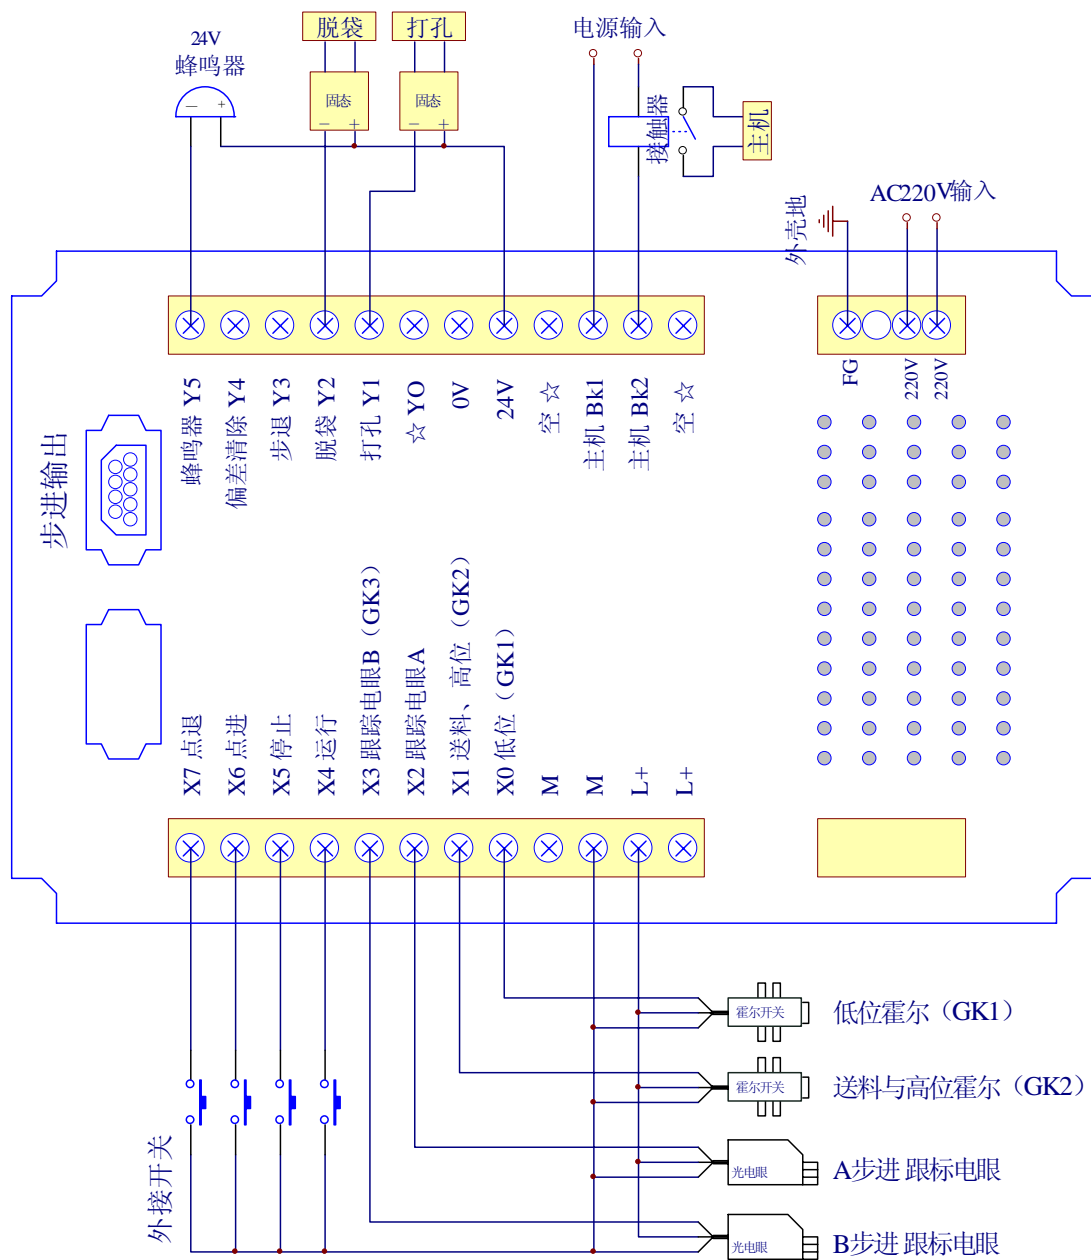 24V
蜂鸣器
脱袋
打孔
固态
固态
电源输入
接触器
主机
外壳地
AC220V输入
蜂鸣器 Y5
偏差清除 Y4
步退 Y3
脱袋 Y2
打孔 Y1
☆ YO
0V
24V
空 ☆
主机 Bk1
主机 Bk2
空 ☆
FG
220V
220V
步进输出
X7 点退
X6 点进
X5 停止
X4 运行
X3 跟踪电眼B（GK3）
X2 跟踪电眼A
X1 送料、高位（GK2）
X0 低位（GK1）
M
M
L+
L+
霍尔开关
低位霍尔（GK1）
霍尔开关
送料与高位霍尔（GK2）
外接开关
光电眼
A步进 跟标电眼
光电眼
B步进 跟标电眼